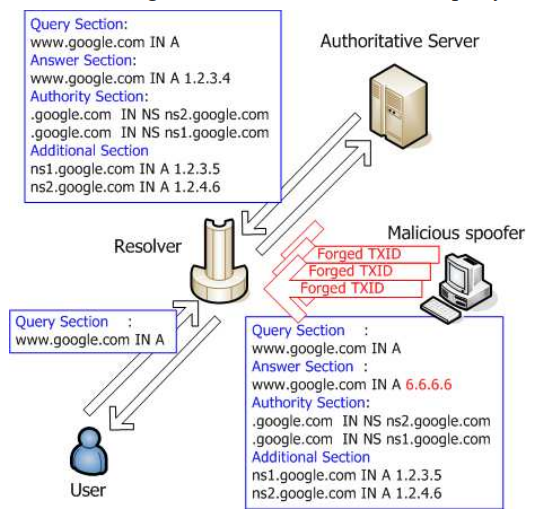 Query Section:
www.google.com IN A
Answer Section:
www.google.com IN A 1.2.3.4
Authority Section:
.google.com IN NS ns2.google.com
.google.com IN NS ns1.google.com
Additional Section
ns1.google.com IN A 1.2.3.5
ns2.google.com IN A 1.2.4.6
Authoritative Server
Resolver
Malicious spoofer
Forged TXID
Forged TXID
Forged TXID
Query Section :
www.google.com IN A
Query Section :
www.google.com IN A
Answer Section :
www.google.com IN A 6.6.6.6
Authority Section:
.google.com IN NS ns2.google.com
.google.com IN NS ns1.google.com
Additional Section
ns1.google.com IN A 1.2.3.5
ns2.google.com IN A 1.2.4.6
User